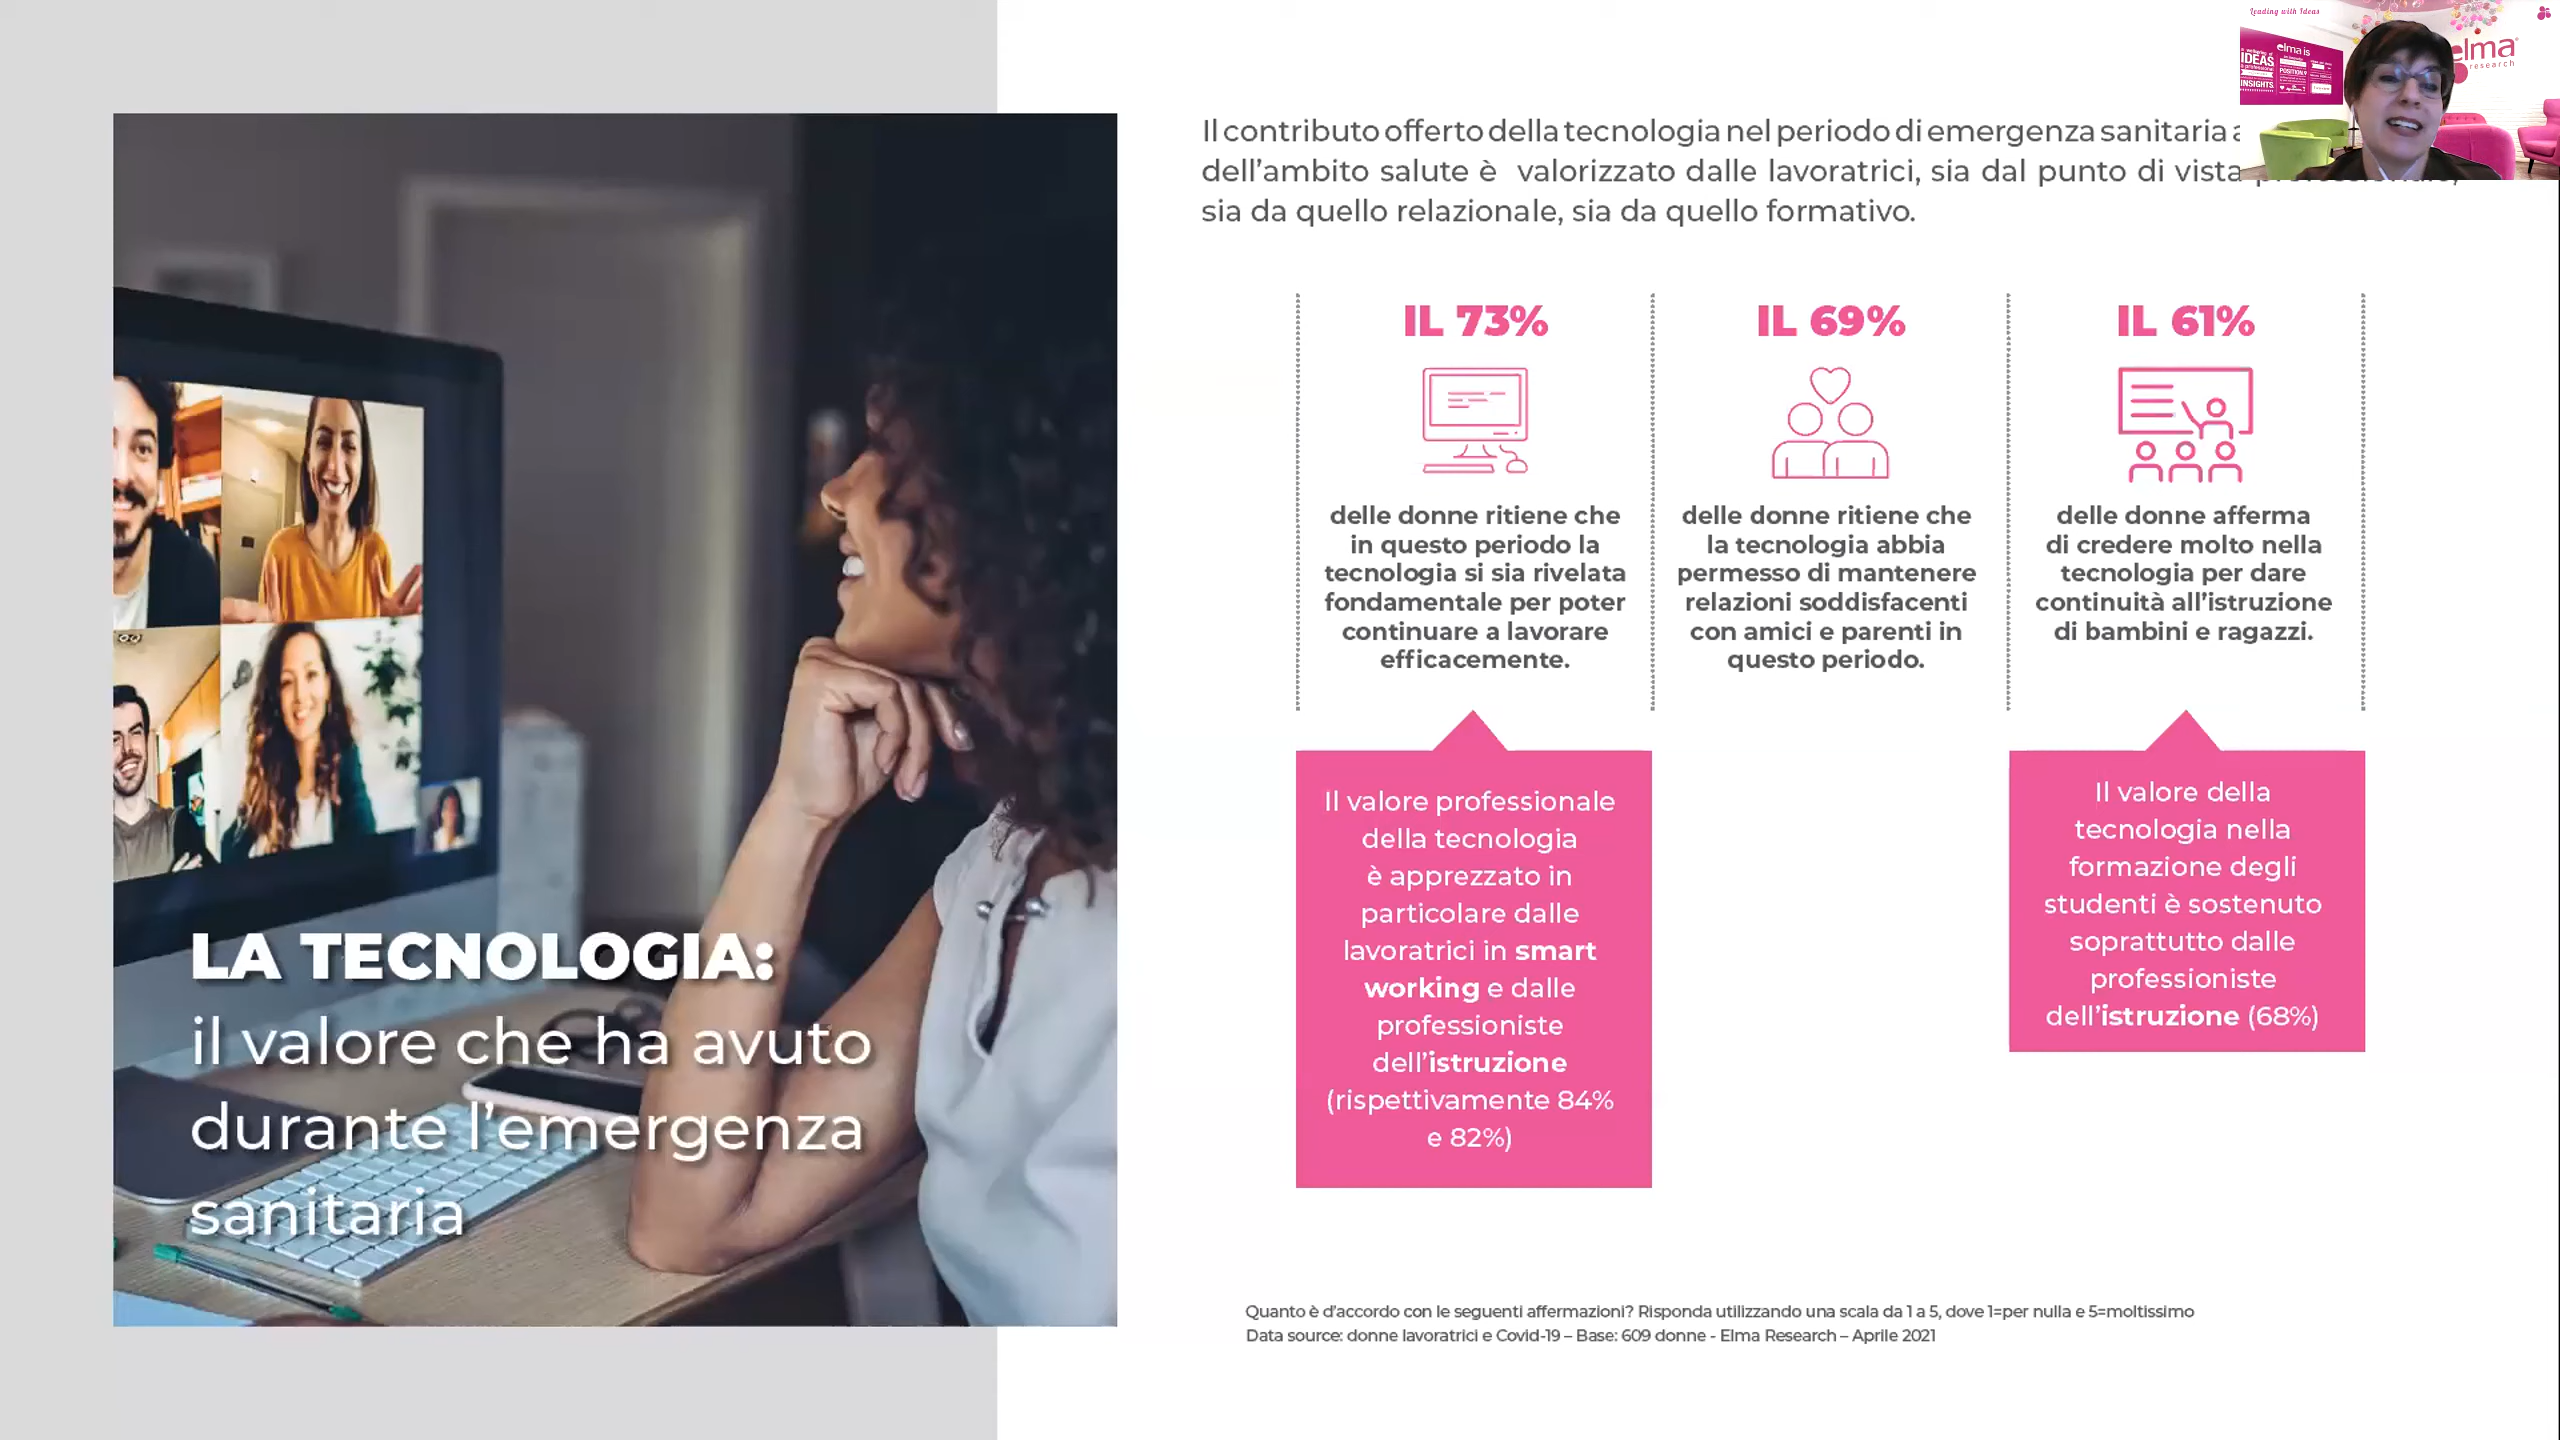 Leading with Ideas
elma is
IDEAS
INSIGHTS
POSITION
elma
research
Il contributo offerto della tecnologia nel periodo di emergenza sanitaria
dell’ambito salute è valorizzato dalle lavoratrici, sia dal punto di vista
sia da quello relazionale, sia da quello formativo.
IL 73%
delle donne ritiene che
in questo periodo la
tecnologia si sia rivelata
fondamentale per poter
continuare a lavorare
efficacemente.
IL 69%
delle donne ritiene che
la tecnologia abbia
permesso di mantenere
relazioni soddisfacenti
con amici e parenti in
questo periodo.
IL 61%
delle donne afferma
di credere molto nella
tecnologia per dare
continuità all’istruzione
di bambini e ragazzi.
Il valore professionale
della tecnologia
è apprezzato in
particolare dalle
lavoratrici in smart
working e dalle
professioniste
dell’istruzione
(rispettivamente 84%
e 82%)
Il valore della
tecnologia nella
formazione degli
studenti è sostenuto
soprattutto dalle
professioniste
dell’istruzione (68%)
LA TECNOLOGIA:
il valore che ha avuto
durante l’emergenza
sanitaria
Quanto è d’accordo con le seguenti affermazioni? Risponda utilizzando una scala da 1 a 5, dove 1=per nulla e 5=moltissimo
Data source: donne lavoratrici e Covid-19 – Base: 609 donne - Elma Research – Aprile 2021